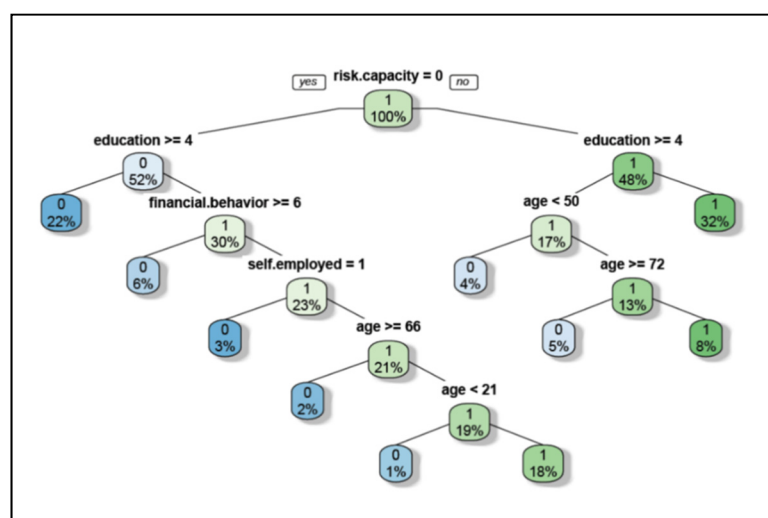 yes risk.capacity = 0 no
1
100%
education >= 4 education >= 4
0 1
52% 48%
0 financial.behavior >= 6 age < 50 1
22% 1 1 32%
30% 17%
0 self.employed = 1 0 age >= 72
6% 1 4% 1
23% 13%
0 age >= 66 0 1
3% 1 5% 8%
21%
0 age < 21
2% 1
19%
0 1
1% 18%